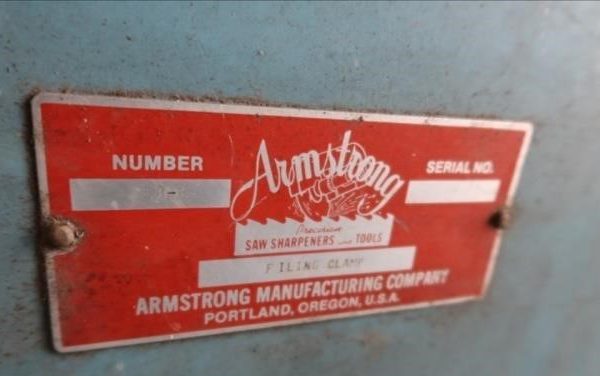 NUMBER
Armstrong
SERIAL NO.
Precision
SAW SHARPENERS and TOOLS
FILING CLAMP
ARMSTRONG MANUFACTURING COMPANY
PORTLAND, OREGON, U.S.A.